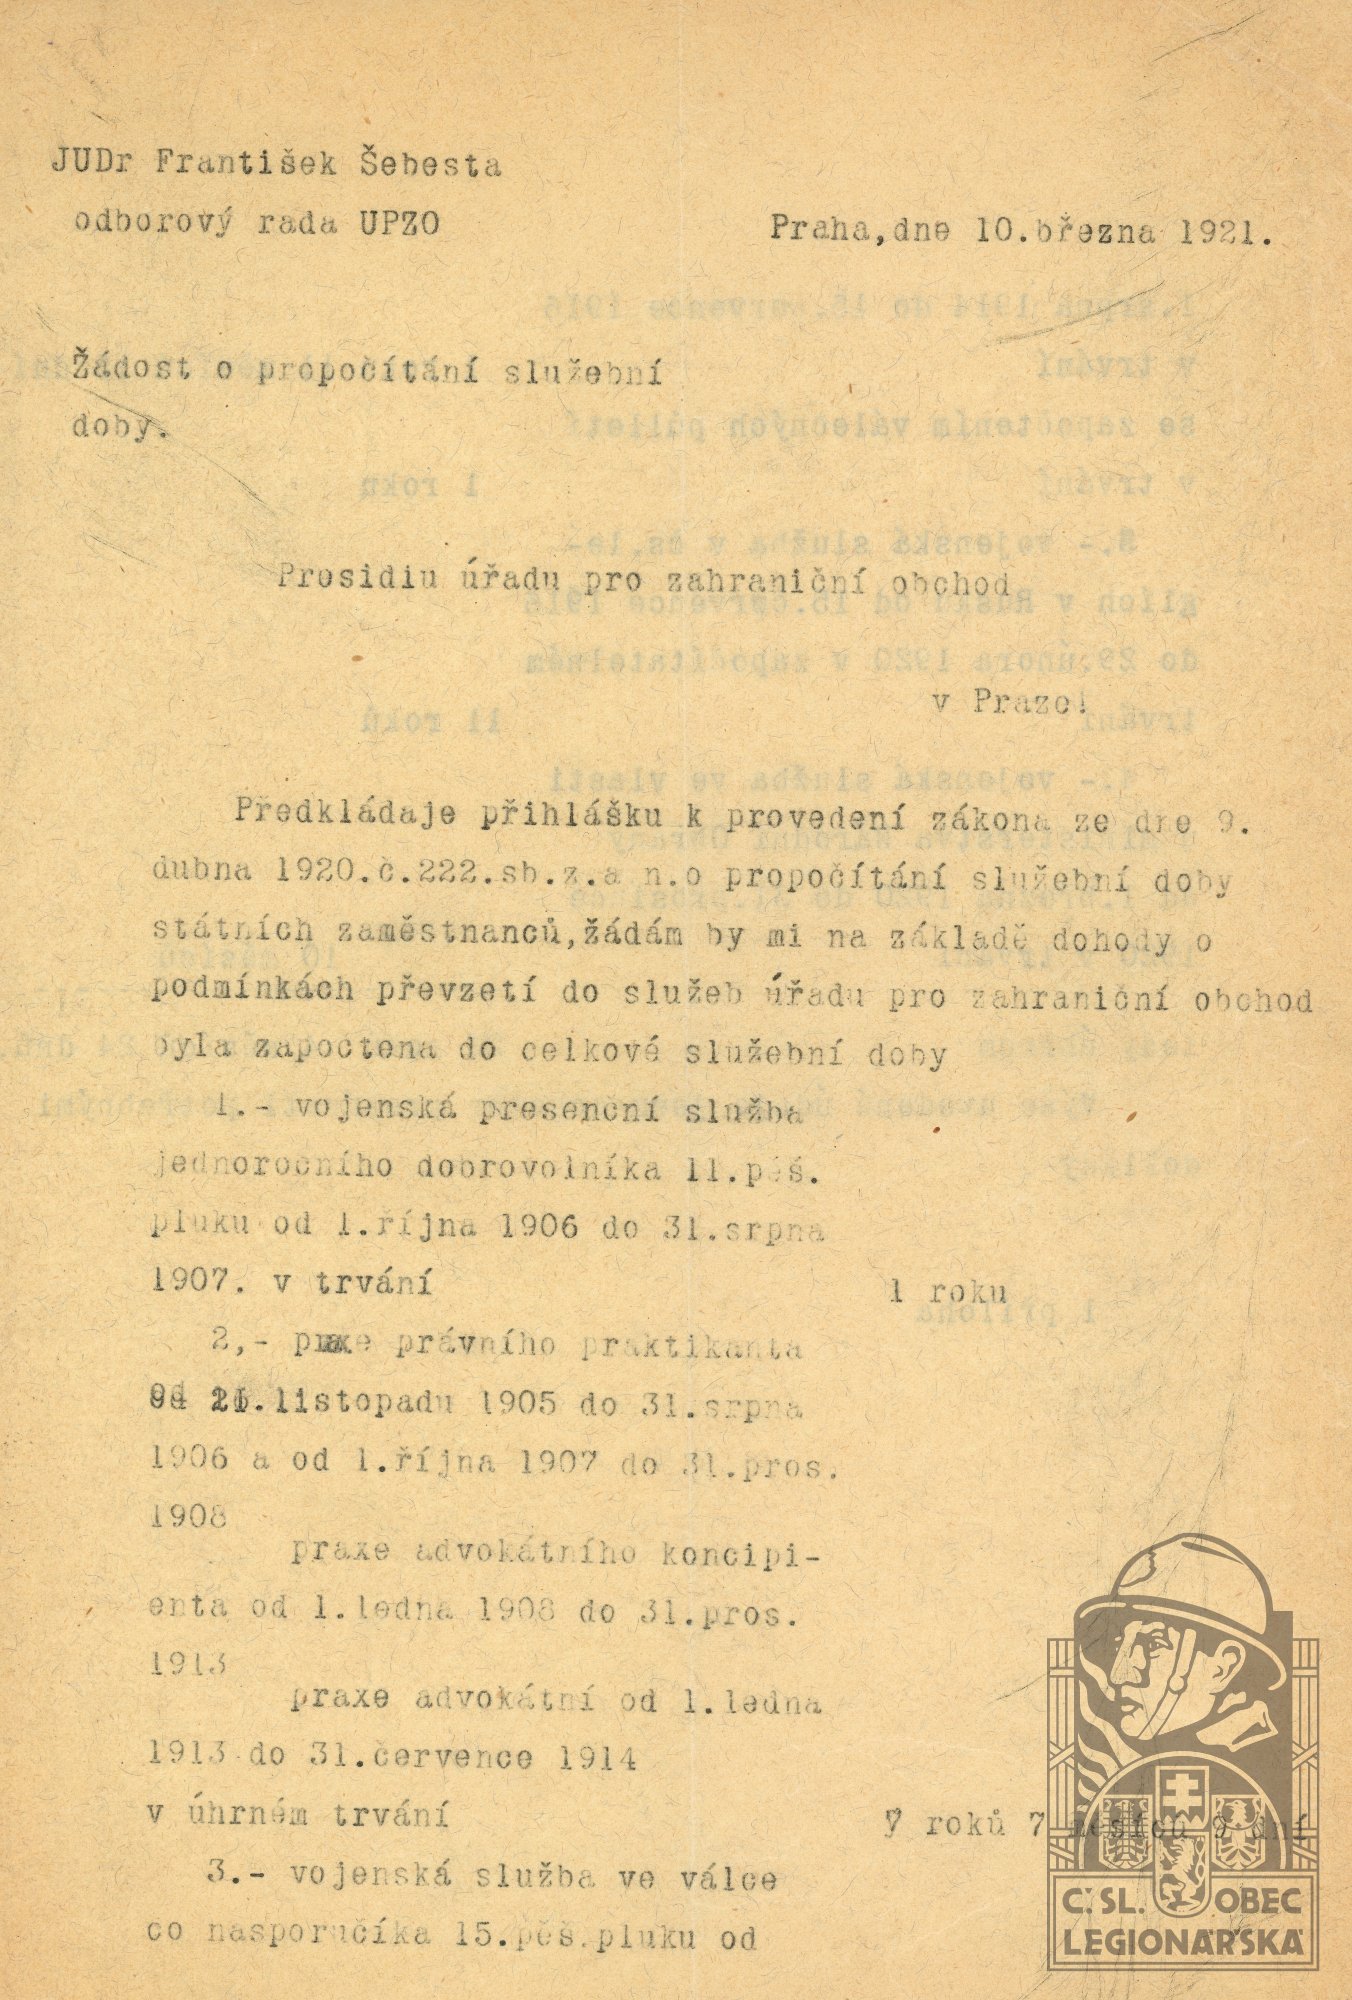 JUDr František Šebesta
odborový rada UPZO
Praha,dne 10.března 1921.
Žádost o propočítání služební
doby.
Presidiu úřadu pro zahraniční obchod
v Praze!
Předkládaje přihlášku k provedení zákona ze dne 9.
dubna 1920.č.222.sb.z.a n.o propočítání služební doby
státních zaměstnanců,žádám by mi na základě dohody o
podmínkách převzetí do služeb úřadu pro zahraniční obchod
byla započtena do celkové služební doby
1.- vojenská presenční služba
jednoročního dobrovolníka 11.pěš.
pluku od 1.října 1906 do 31.srpna
1907. v trvání 1 roku
2,- praxe právního praktikanta
od 21.listopadu 1905 do 31.srpna
1906 a od 1.října 1907 do 31.pros.
1908
praxe advokátního koncipi-
enta od 1.ledna 1908 do 31.pros.
1913
praxe advokátní od 1.ledna
1913 do 31.července 1914
v úhrném trvání roků 7 měsíců 9 dní
3.- vojenská služba ve válce
co nasporučíka 15.pěš.pluku od
Č.SL. OBEC
LEGIONÁŘSKÁ